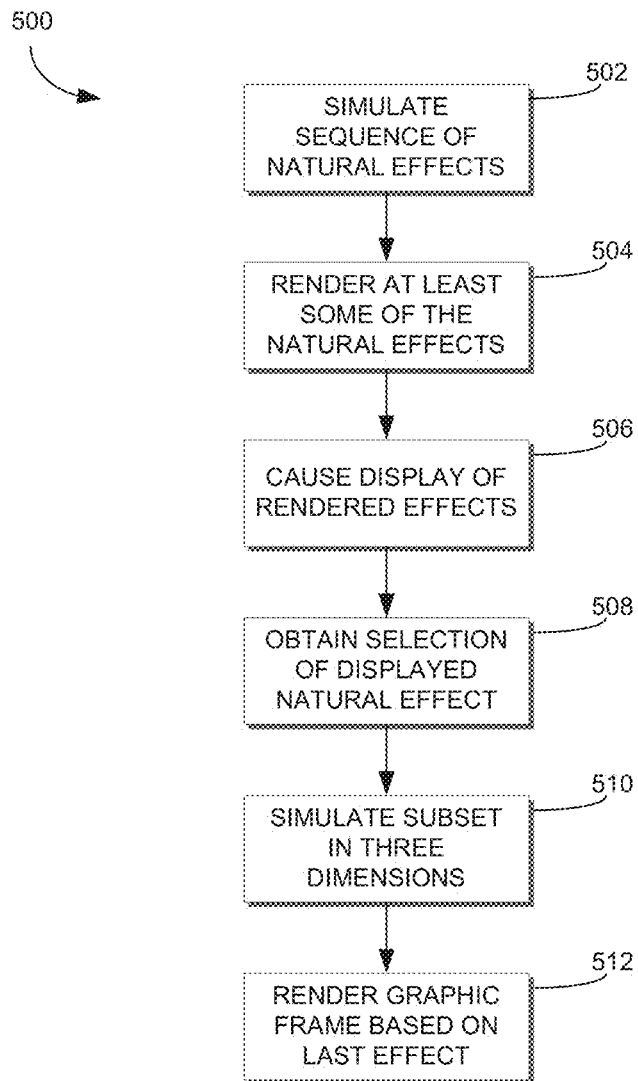 500
502
SIMULATE
SEQUENCE OF
NATURAL EFFECTS
504
RENDER AT LEAST
SOME OF THE
NATURAL EFFECTS
506
CAUSE DISPLAY OF
RENDERED EFFECTS
508
OBTAIN SELECTION
OF DISPLAYED
NATURAL EFFECT
510
SIMULATE SUBSET
IN THREE
DIMENSIONS
512
RENDER GRAPHIC
FRAME BASED ON
LAST EFFECT